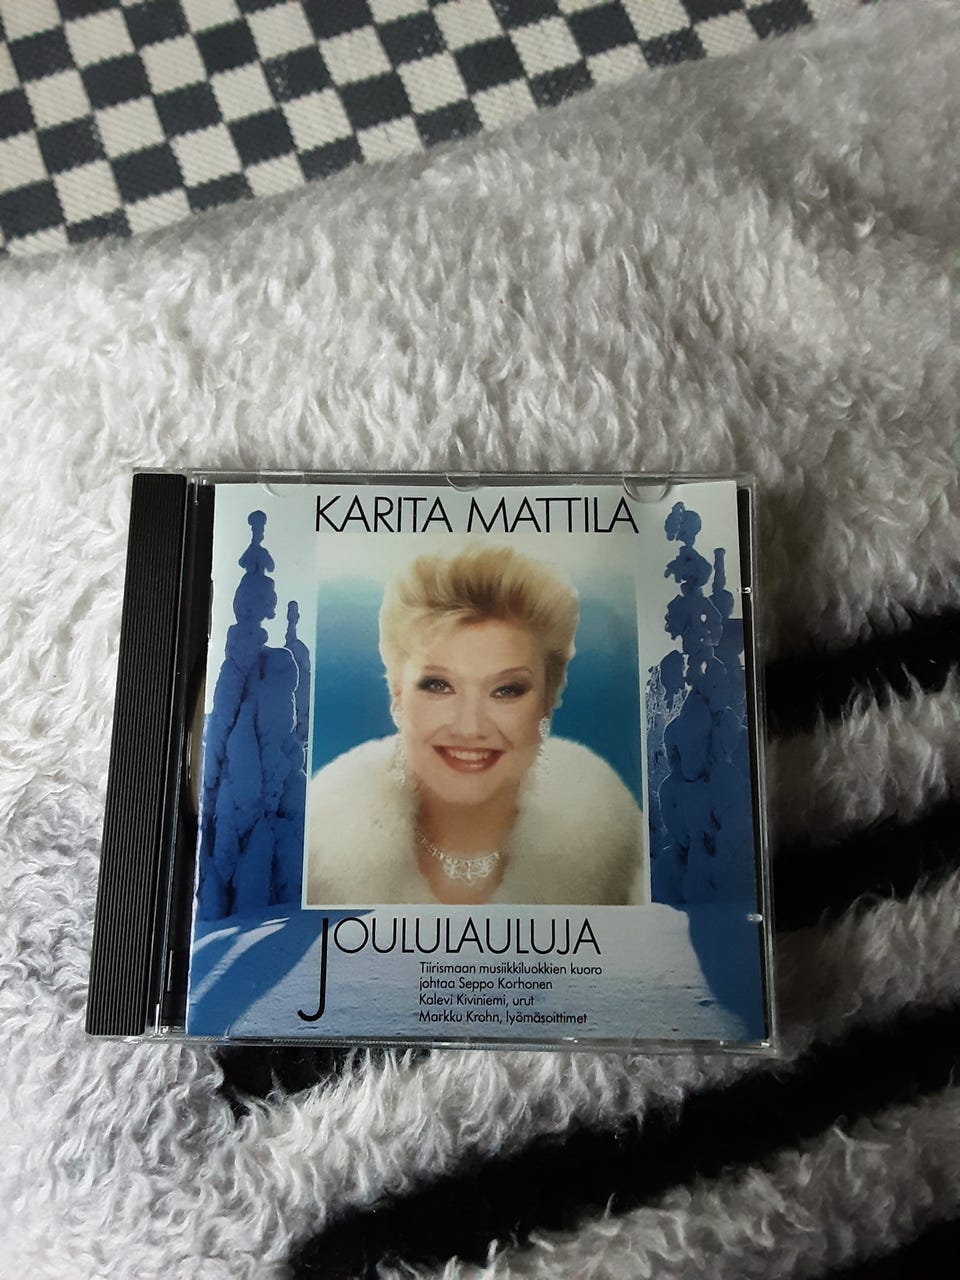 KARITA MATTILA
JOULULAULUJA
Tiirismaan musiikkiluokkien kuoro
johtaa Seppo Korhonen
Kalevi Kiviniemi, urut
Markku Krohn, lyömäsoittimet